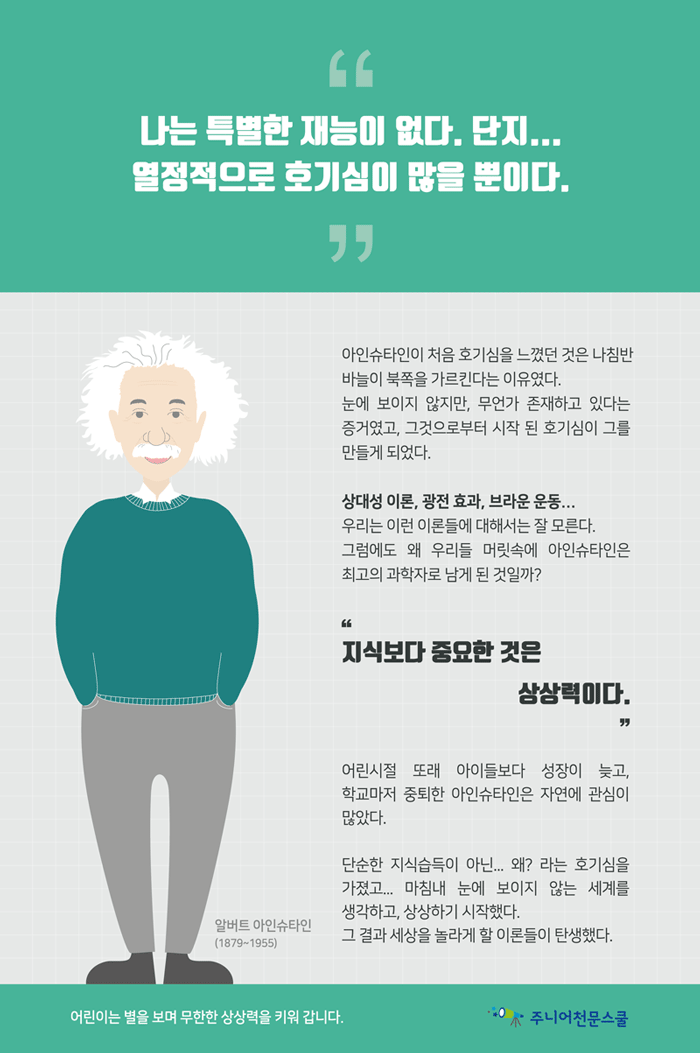 “
나는 특별한 재능이 없다. 단지...
열정적으로 호기심이 많을 뿐이다.
”
아인슈타인이 처음 호기심을 느꼈던 것은 나침반
바늘이 북쪽을 가르킨다는 이유였다.
눈에 보이지 않지만, 무언가 존재하고 있다는
증거였고, 그것으로부터 시작 된 호기심이 그를
만들게 되었다.
상대성 이론, 광전 효과, 브라운 운동...
우리는 이런 이론들에 대해서는 잘 모른다.
그럼에도 왜 우리들 머릿속에 아인슈타인은
최고의 과학자로 남게 된 것일까?
“
지식보다 중요한 것은
상상력이다.
”
어린시절 또래 아이들보다 성장이 늦고,
학교마저 중퇴한 아인슈타인은 자연에 관심이
많았다.
단순한 지식습득이 아닌... 왜? 라는 호기심을
가졌고... 마침내 눈에 보이지 않는 세계를
생각하고, 상상하기 시작했다.
그 결과 세상을 놀라게 할 이론들이 탄생했다.
알버트 아인슈타인
(1879~1955)
어린이는 별을 보며 무한한 상상력을 키워 갑니다.
주니어천문스쿨